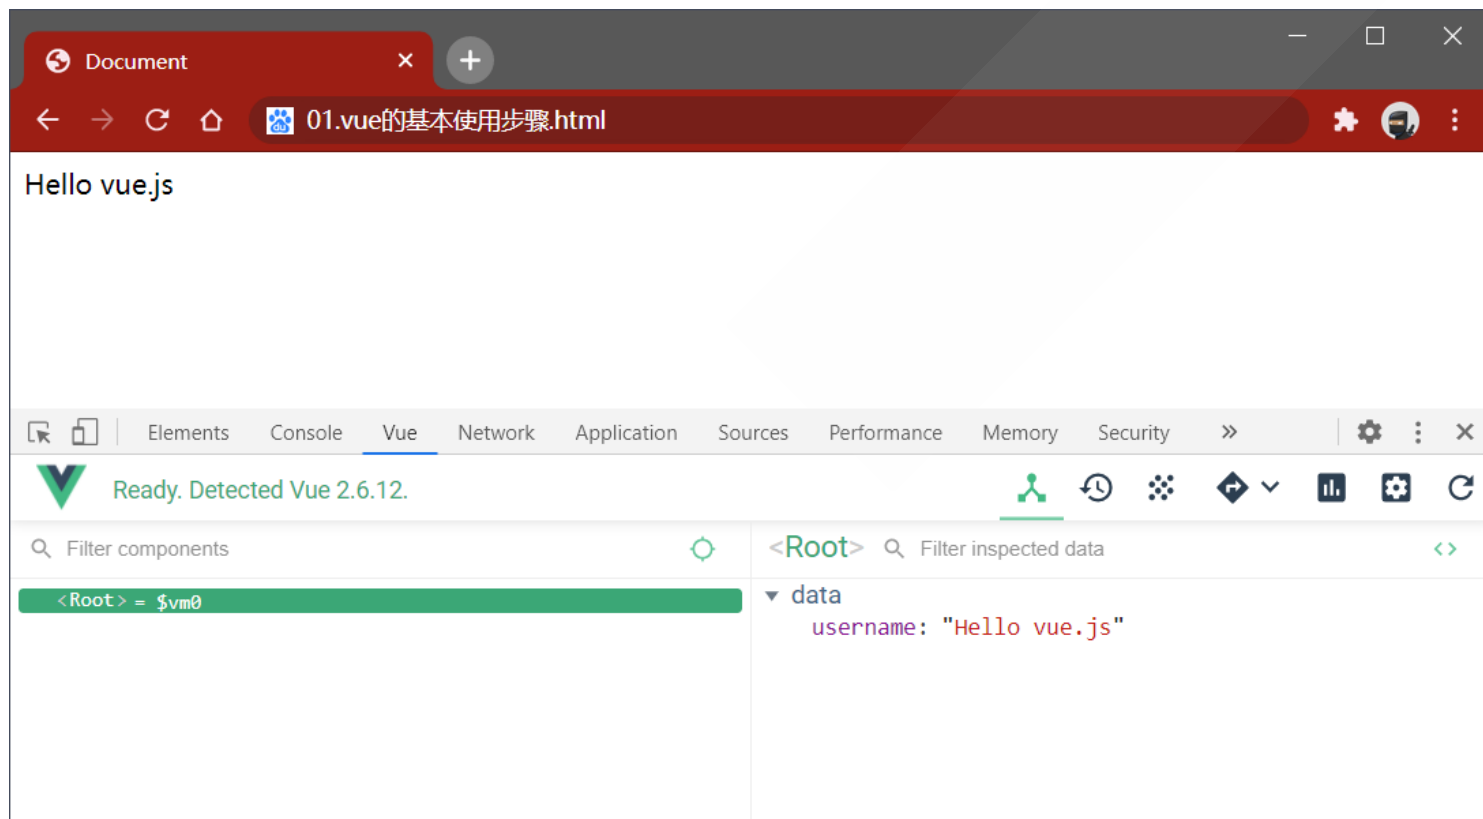 Document
01.vue的基本使用步骤.html
Hello vue.js
Elements Console Vue Network Application Sources Performance Memory Security »
Ready. Detected Vue 2.6.12.
Filter components
<Root> Filter inspected data
<Root> = $vm0
data
username: "Hello vue.js"